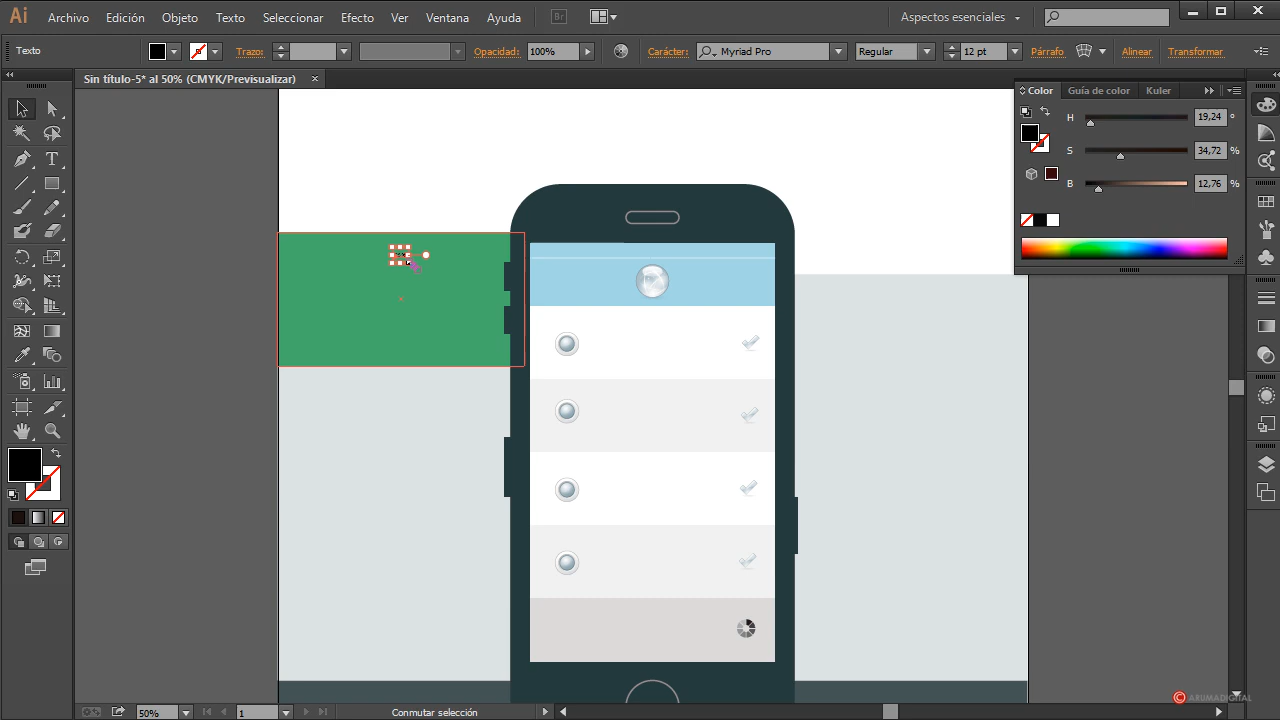 Ai Archivo Edición Objeto Texto Seleccionar Efecto Ver Ventana Ayuda Br Aspectos esenciales
Texto Trazo: Opacidad: 100% Carácter: Myriad Pro Regular 12 pt Párrafo Alinear Transformar
Sin título-5* al 50% (CMYK/Previsualizar)
Color Guía de color Kuler
H 19,24 °
S 34,72 %
B 12,76 %
50% 1 Conmutar selección
© ARUMADIGITAL